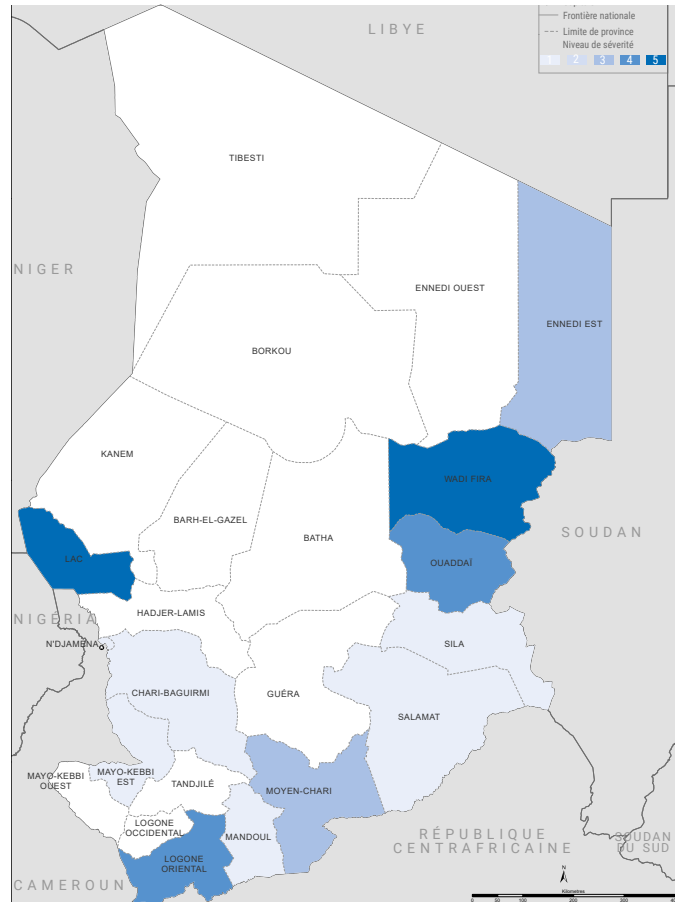 Frontière nationale
LIBYE
Limite de province
Niveau de sévérité
1 2 3 4 5
TIBESTI
NIGER
ENNEDI OUEST
ENNEDI EST
BORKOU
KANEM
WADI FIRA
BARH-EL-GAZEL
SOUDAN
BATHA
LAC
OUADDAÏ
HADJER-LAMIS
NIGÉRIA
N'DJAMENA
SILA
CHARI-BAGUIRMI
GUÉRA
SALAMAT
MAYO-KEBBI
OUEST
MAYO-KEBBI
EST
TANDJILÉ
MOYEN-CHARI
LOGONE
OCCIDENTAL
MANDOUL
RÉPUBLIQUE
CENTRAFRICAINE
SOUDAN
DU SUD
LOGONE
ORIENTAL
CAMEROUN
N
Kilometres
0 50 100 200 300